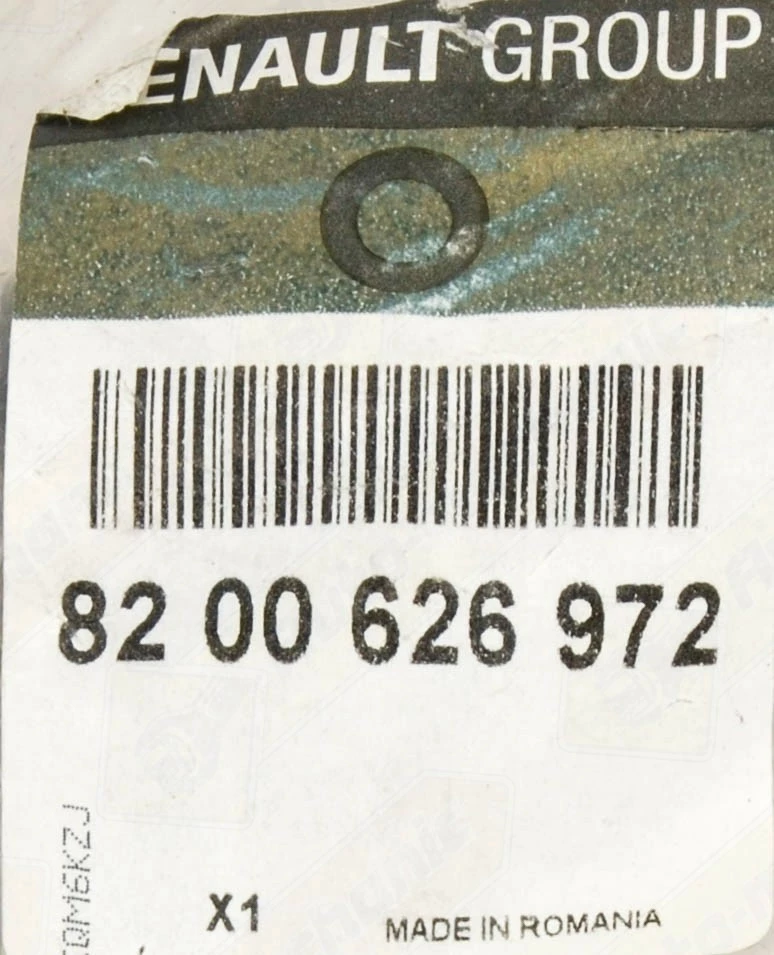 ENAULT GROUP
82 00 626 972
X1
MADE IN ROMANIA